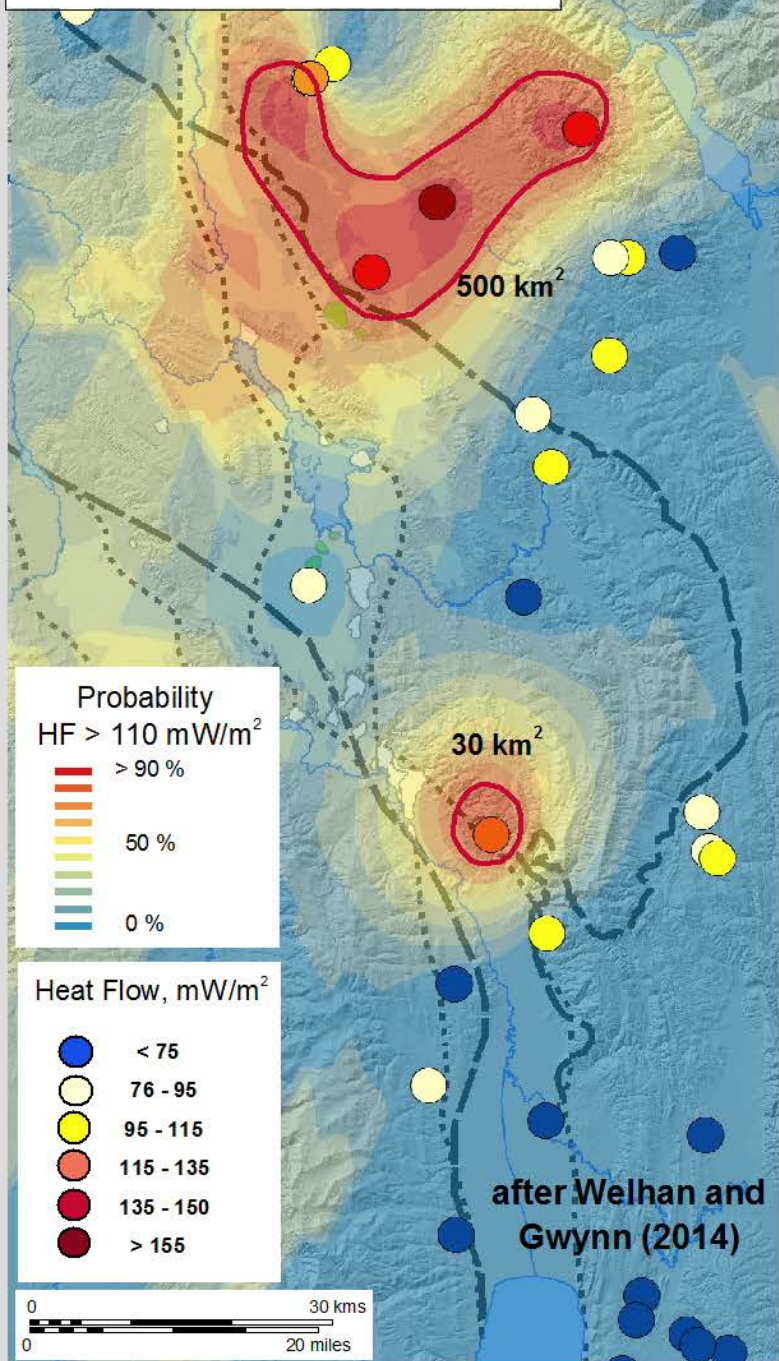 500 km²
30 km²
Probability
HF > 110 mW/m²
> 90 %
50 %
0 %
Heat Flow, mW/m²
< 75
76 - 95
95 - 115
115 - 135
135 - 150
> 155
after Welhan and
Gwynn (2014)
0 30 kms
0 20 miles